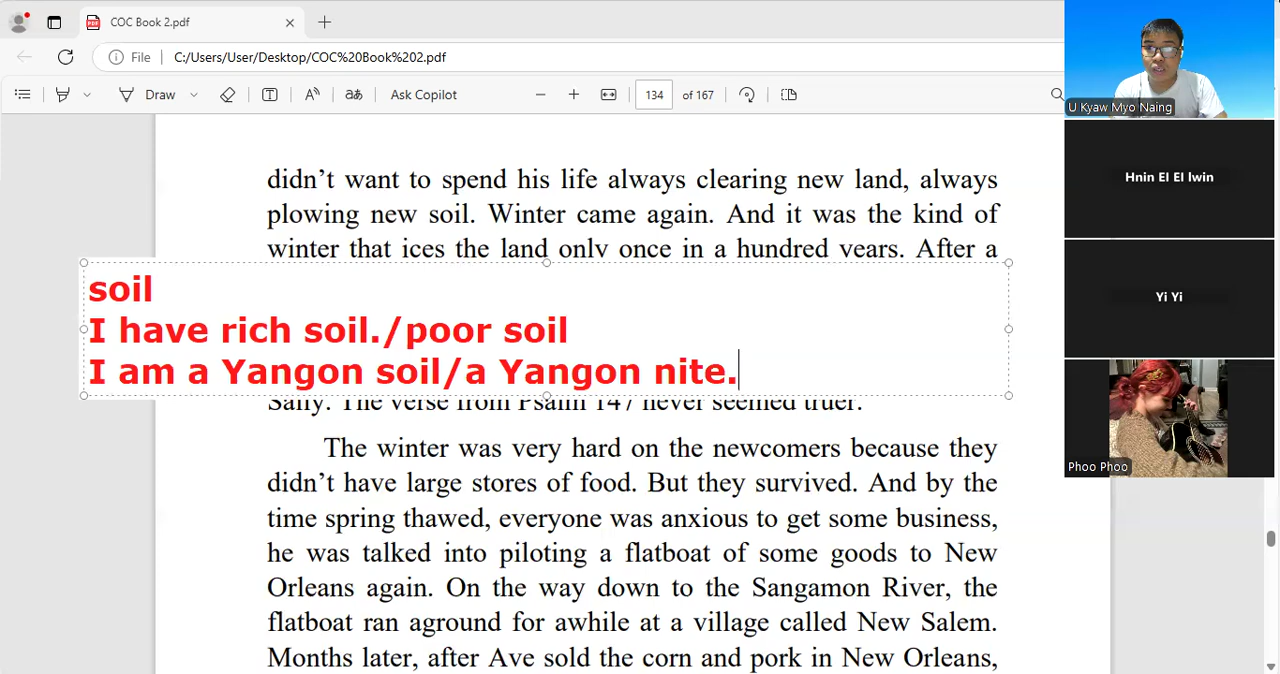 COC Book 2.pdf
File
C:/Users/User/Desktop/COC%20Book%202.pdf
Draw
Ask Copilot
134
of 167
didn't want to spend his life always clearing new land, always
plowing new soil. Winter came again. And it was the kind of
winter that ices the land only once in a hundred years. After a
soil
I have rich soil./poor soil
I am a Yangon soil/a Yangon nite.
Sally. The verse from Psalm 147 never seemed truer.
The winter was very hard on the newcomers because they
didn't have large stores of food. But they survived. And by the
time spring thawed, everyone was anxious to get some business,
he was talked into piloting a flatboat of some goods to New
Orleans again. On the way down to the Sangamon River, the
flatboat ran aground for awhile at a village called New Salem.
Months later, after Ave sold the corn and pork in New Orleans,
U Kyaw Myo Naing
Hnin EI EI lwin
Yi Yi
Phoo Phoo